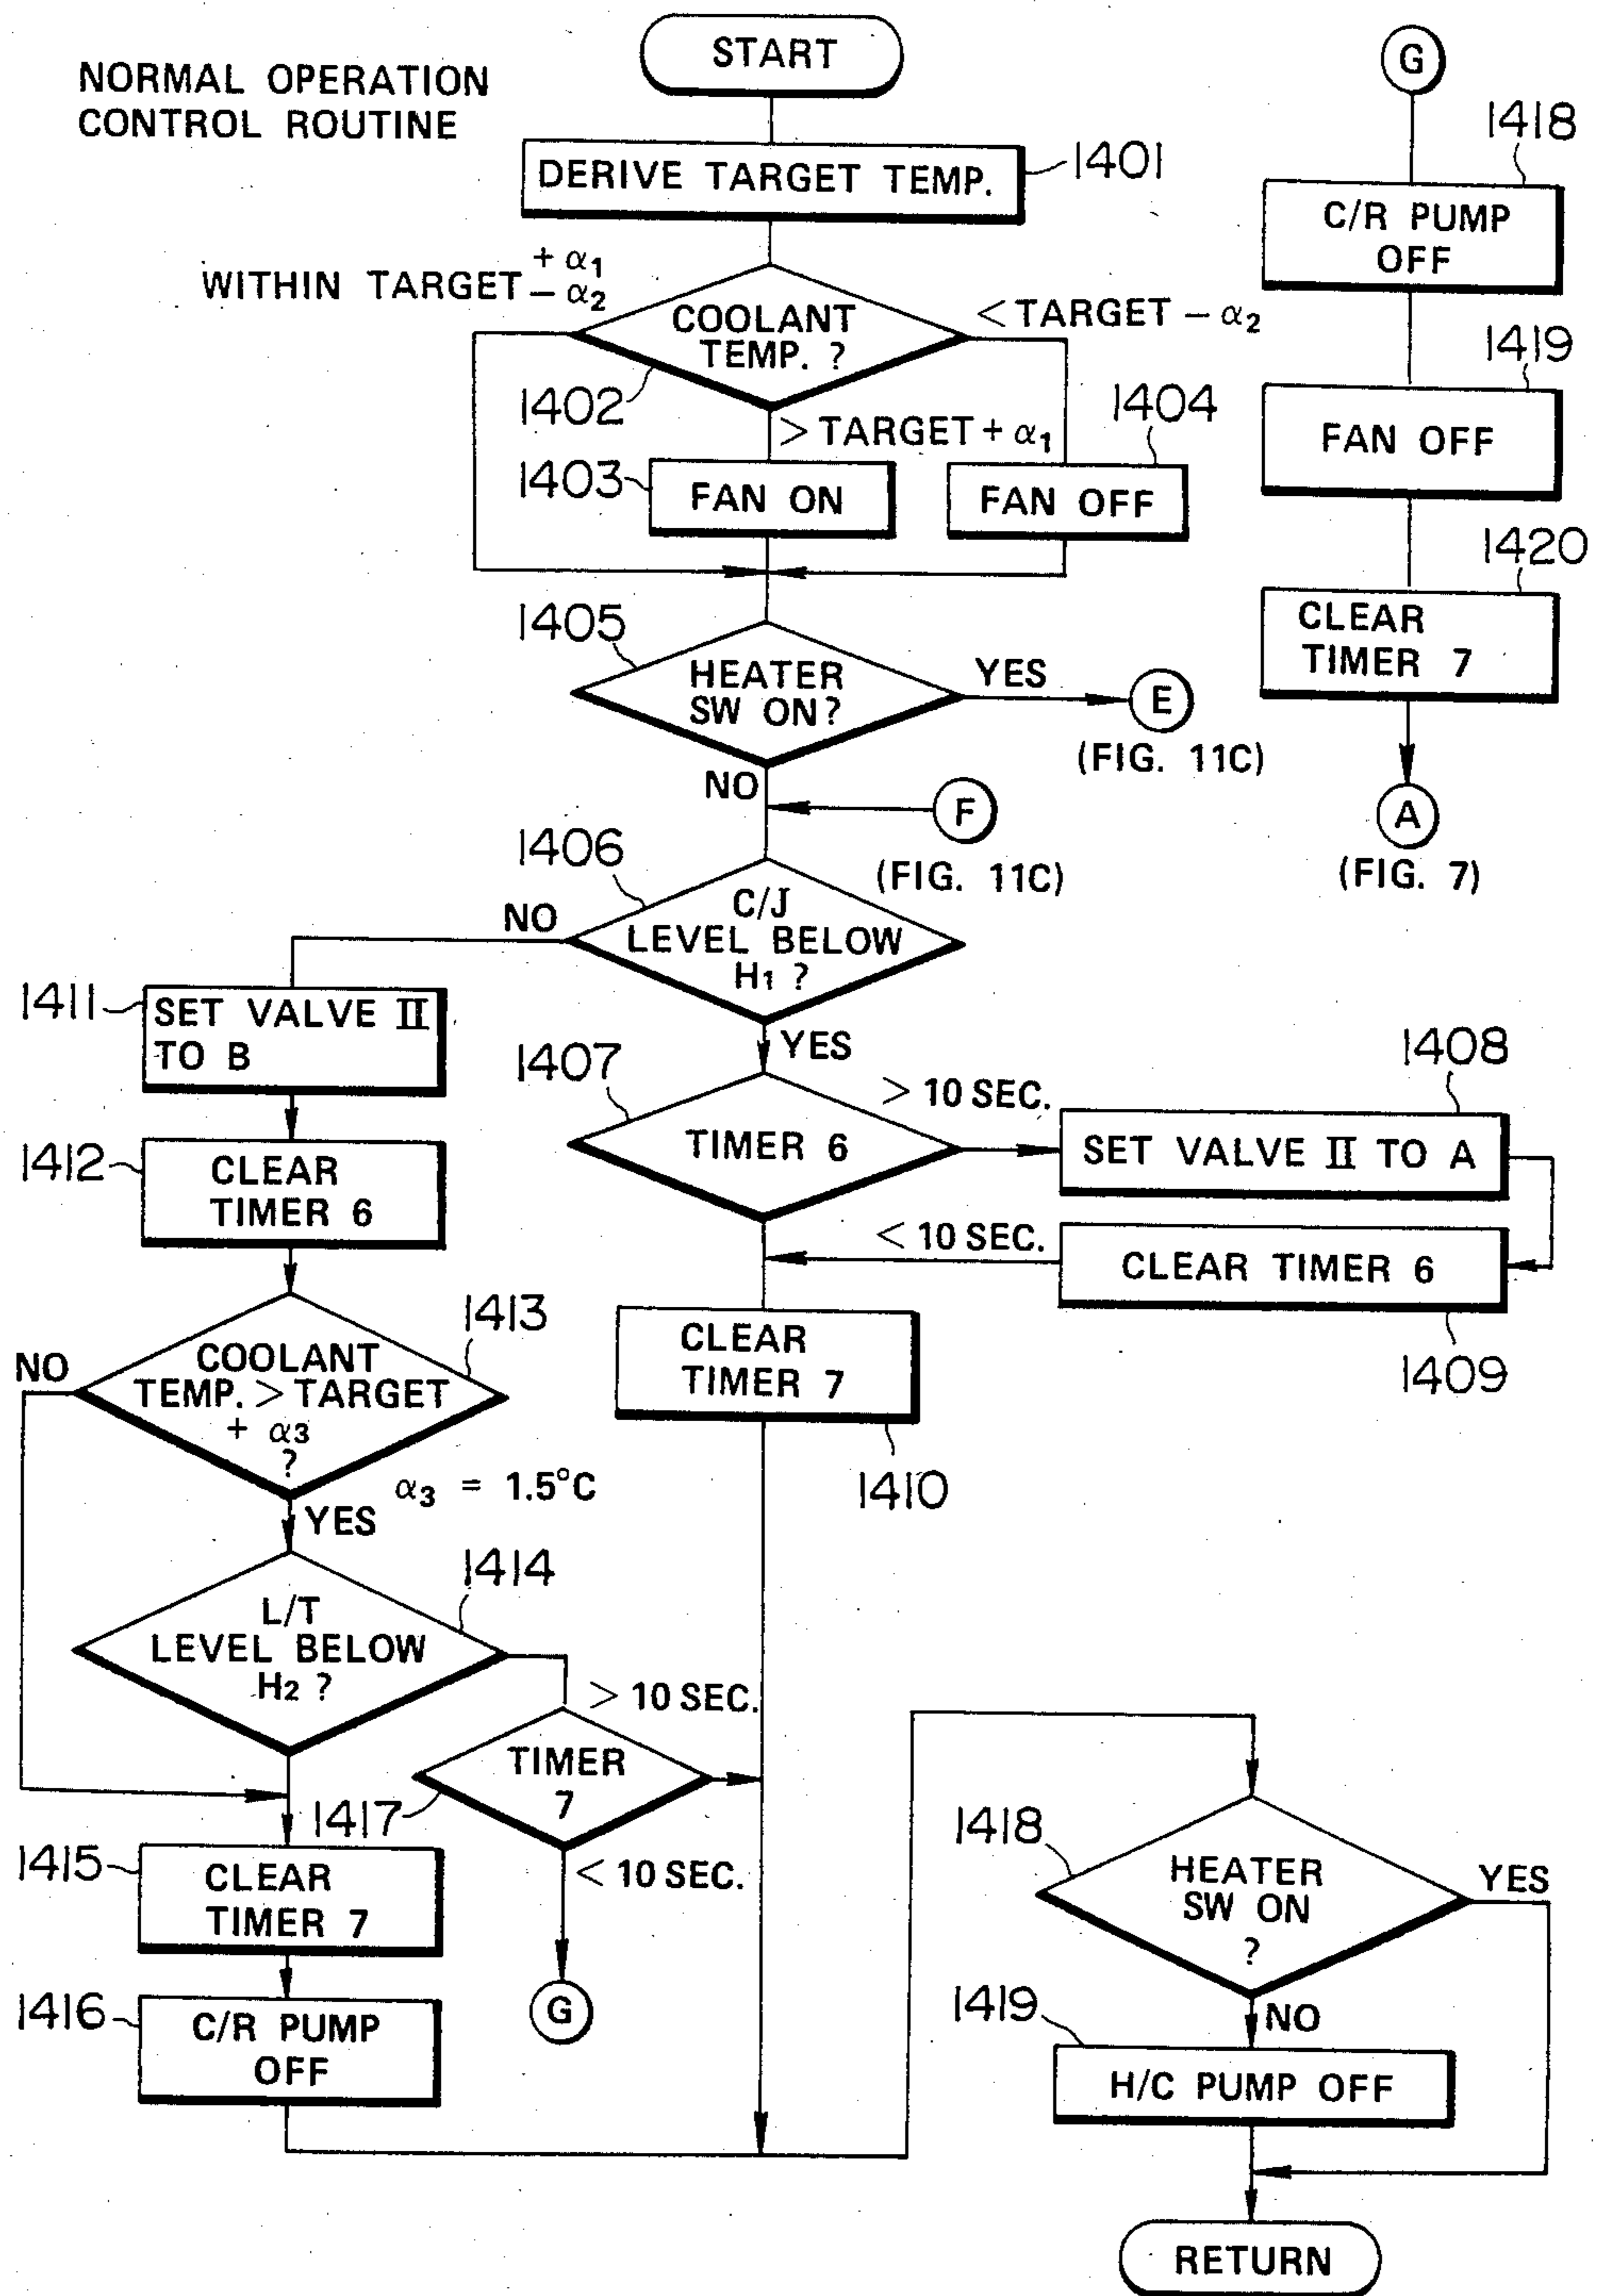 NORMAL OPERATION
CONTROL ROUTINE
START
DERIVE TARGET TEMP.
1401
WITHIN TARGET + α1
− α2
COOLANT
TEMP. ?
1402
< TARGET − α2
> TARGET + α1
1403
FAN ON
1404
FAN OFF
1405
HEATER
SW ON?
YES
E
(FIG. 11C)
NO
F
(FIG. 11C)
1406
C/J
LEVEL BELOW
H1 ?
NO
YES
1407
TIMER 6
> 10 SEC.
1408
SET VALVE II TO A
< 10 SEC.
CLEAR TIMER 6
1409
CLEAR
TIMER 7
1410
1411
SET VALVE II
TO B
1412
CLEAR
TIMER 6
1413
COOLANT
TEMP. > TARGET
+ α3
?
NO
α3 = 1.5°C
YES
1414
L/T
LEVEL BELOW
H2 ?
> 10 SEC.
TIMER
7
1417
< 10 SEC.
G
1415
CLEAR
TIMER 7
1416
C/R PUMP
OFF
1418
HEATER
SW ON
?
YES
NO
1419
H/C PUMP OFF
RETURN
G
1418
C/R PUMP
OFF
1419
FAN OFF
1420
CLEAR
TIMER 7
A
(FIG. 7)